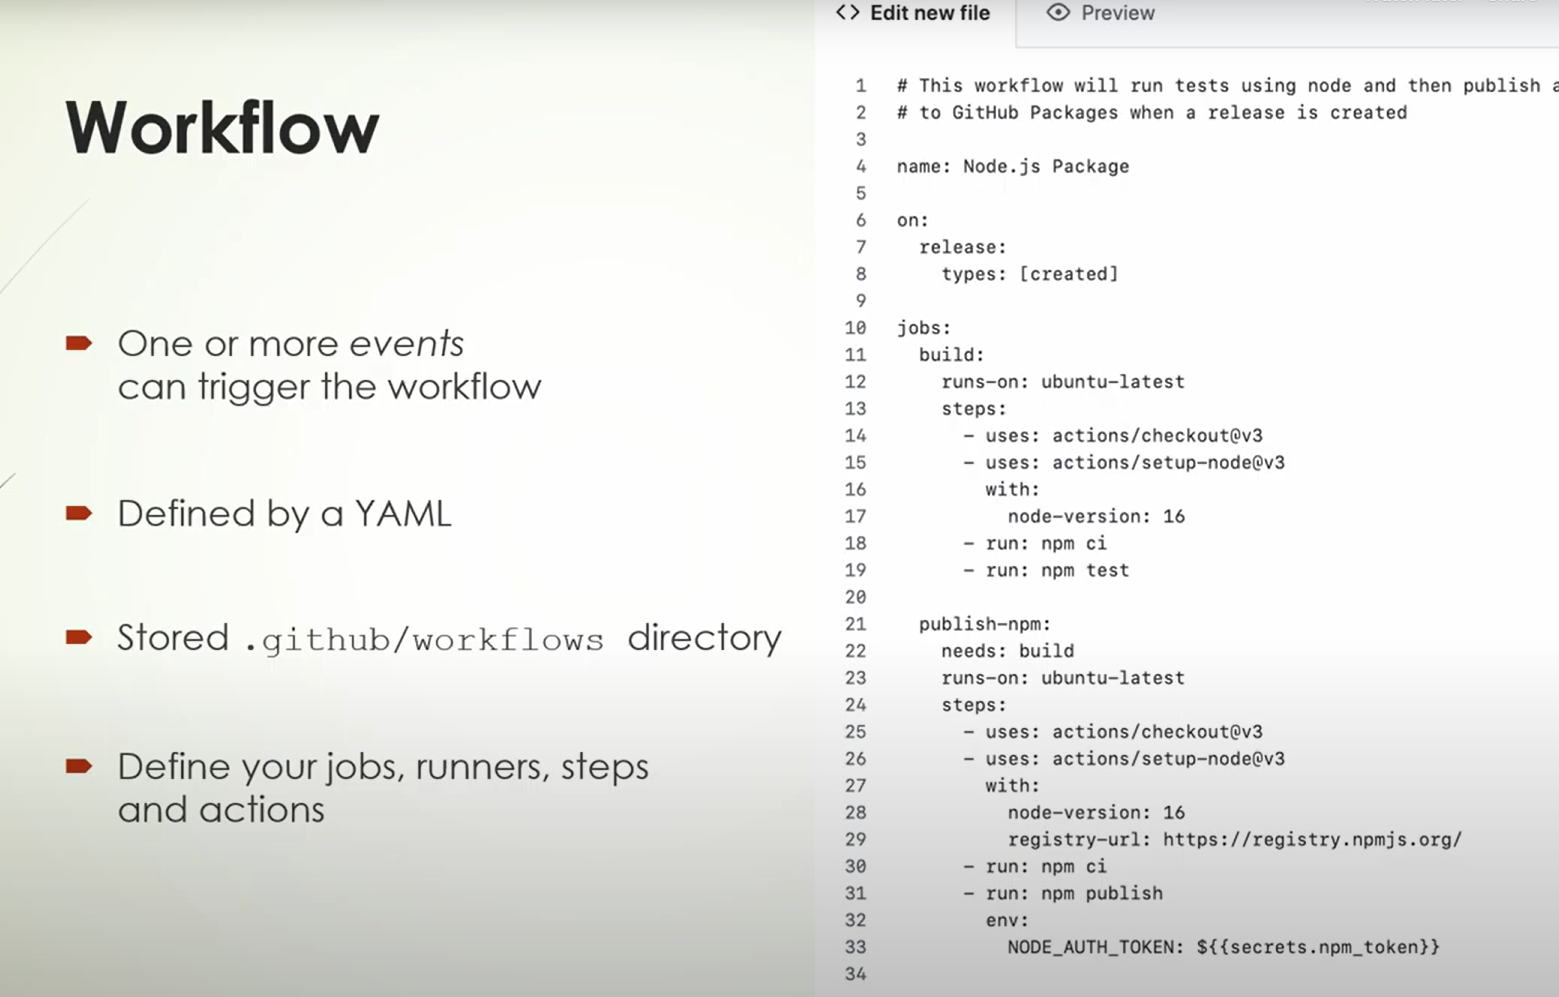 Workflow
One or more events
can trigger the workflow
Defined by a YAML
Stored .github/workflows directory
Define your jobs, runners, steps
and actions
<> Edit new file
Preview
1 # This workflow will run tests using node and then publish a
2 # to GitHub Packages when a release is created
3
4 name: Node.js Package
5
6 on:
7   release:
8     types: [created]
9
10 jobs:
11   build:
12     runs-on: ubuntu-latest
13     steps:
14       - uses: actions/checkout@v3
15       - uses: actions/setup-node@v3
16         with:
17           node-version: 16
18       - run: npm ci
19       - run: npm test
20
21   publish-npm:
22     needs: build
23     runs-on: ubuntu-latest
24     steps:
25       - uses: actions/checkout@v3
26       - uses: actions/setup-node@v3
27         with:
28           node-version: 16
29           registry-url: https://registry.npmjs.org/
30       - run: npm ci
31       - run: npm publish
32         env:
33           NODE_AUTH_TOKEN: ${{secrets.npm_token}}
34